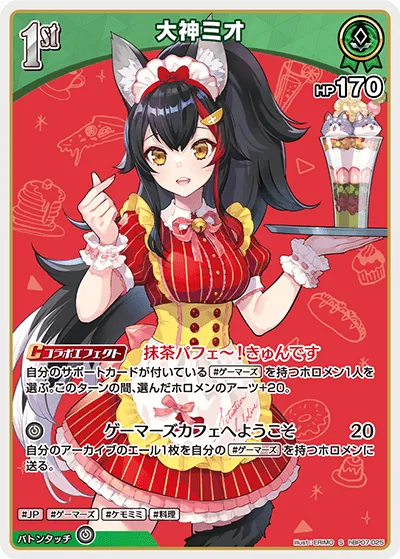 1st
大神ミオ
HP170
コラボエフェクト 抹茶パフェ〜!きゅんです
自分のサポートカードが付いている #ゲーマーズ を持つホロメン1人を
選ぶ。このターンの間、選んだホロメンのアーツ+20。
ゲーマーズカフェへようこそ 20
自分のアーカイブのエール1枚を自分の #ゲーマーズ を持つホロメンに
送る。
#JP #ゲーマーズ #ケモミミ #料理
バトンタッチ
illust: ERIMO S hBP07-025